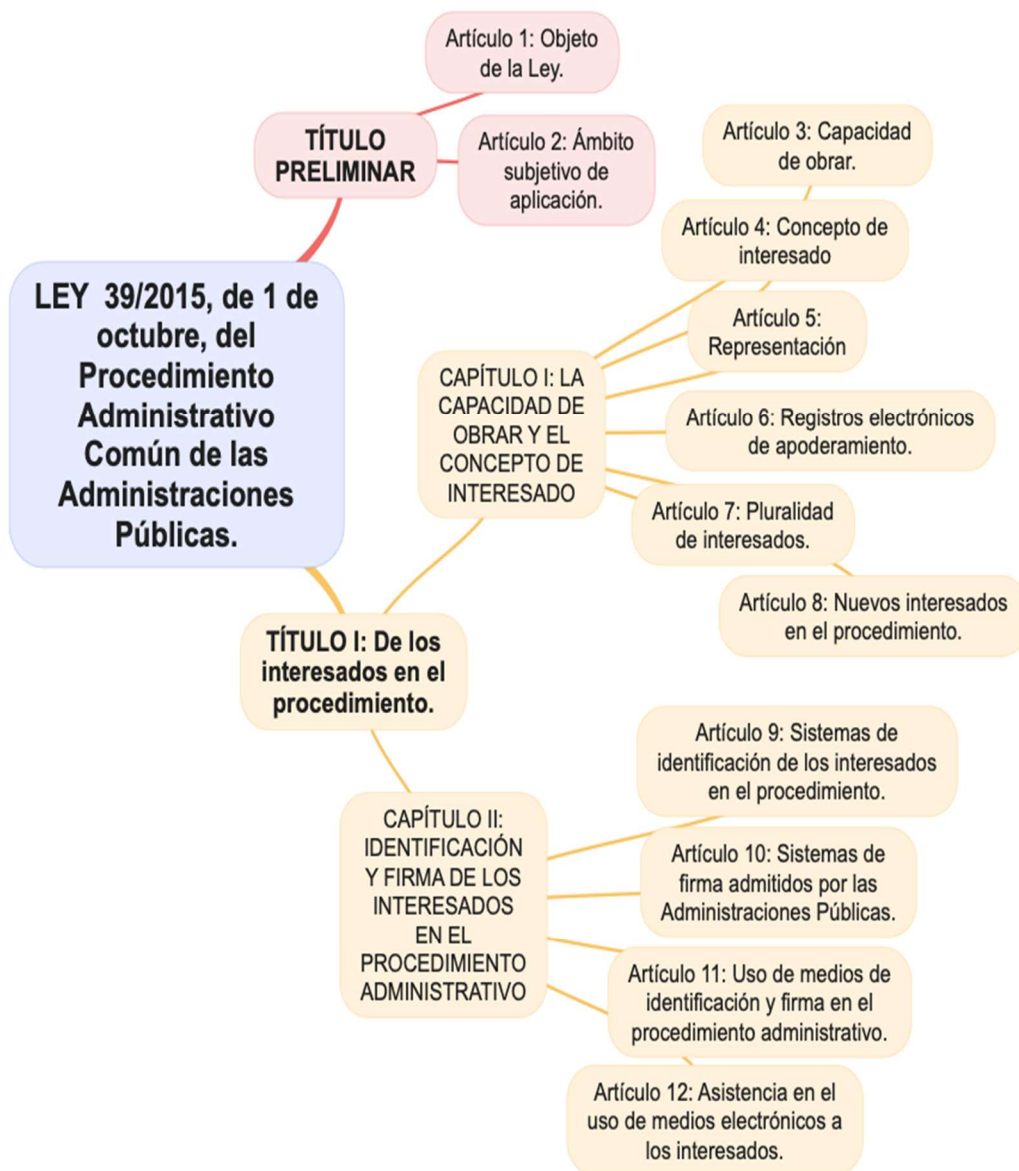 LEY 39/2015, de 1 de
octubre, del
Procedimiento
Administrativo
Común de las
Administraciones
Públicas.
TÍTULO
PRELIMINAR
Artículo 1: Objeto
de la Ley.
Artículo 2: Ámbito
subjetivo de
aplicación.
TÍTULO I: De los
interesados en el
procedimiento.
CAPÍTULO I: LA
CAPACIDAD DE
OBRAR Y EL
CONCEPTO DE
INTERESADO
Artículo 3: Capacidad
de obrar.
Artículo 4: Concepto de
interesado
Artículo 5:
Representación
Artículo 6: Registros electrónicos
de apoderamiento.
Artículo 7: Pluralidad
de interesados.
Artículo 8: Nuevos interesados
en el procedimiento.
CAPÍTULO II:
IDENTIFICACIÓN
Y FIRMA DE LOS
INTERESADOS
EN EL
PROCEDIMIENTO
ADMINISTRATIVO
Artículo 9: Sistemas de
identificación de los interesados
en el procedimiento.
Artículo 10: Sistemas de
firma admitidos por las
Administraciones Públicas.
Artículo 11: Uso de medios de
identificación y firma en el
procedimiento administrativo.
Artículo 12: Asistencia en el
uso de medios electrónicos a
los interesados.